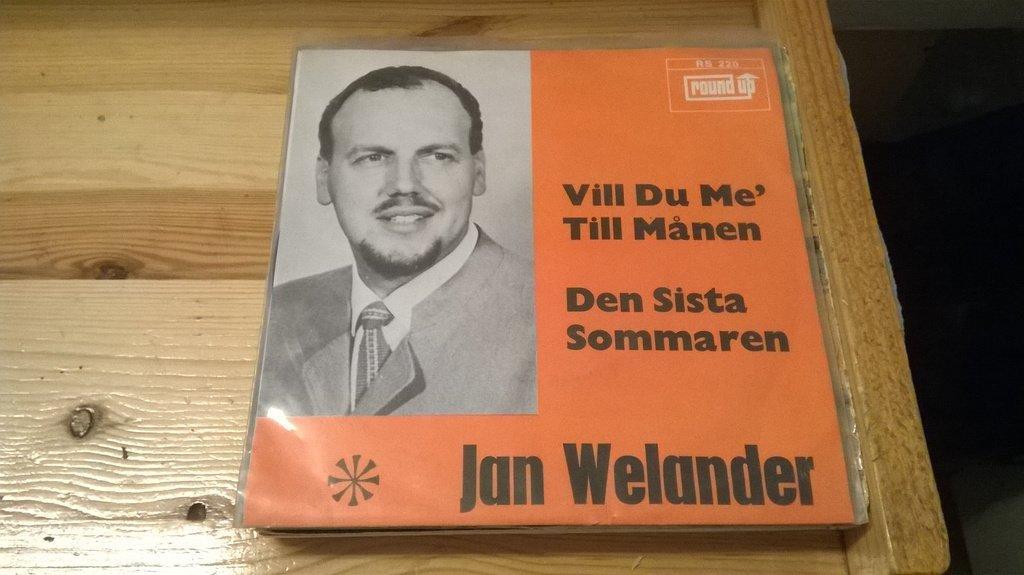 RS 220
round up
Vill Du Me'
Till Månen
Den Sista
Sommaren
Jan Welander